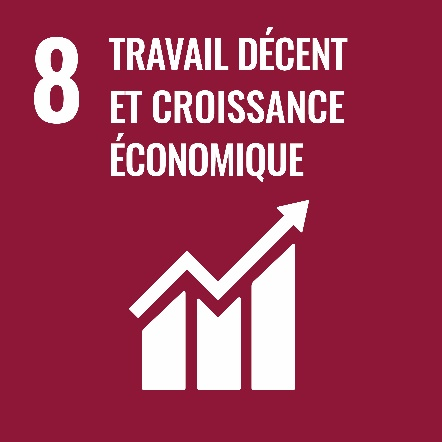 8 TRAVAIL DÉCENT
ET CROISSANCE
ÉCONOMIQUE